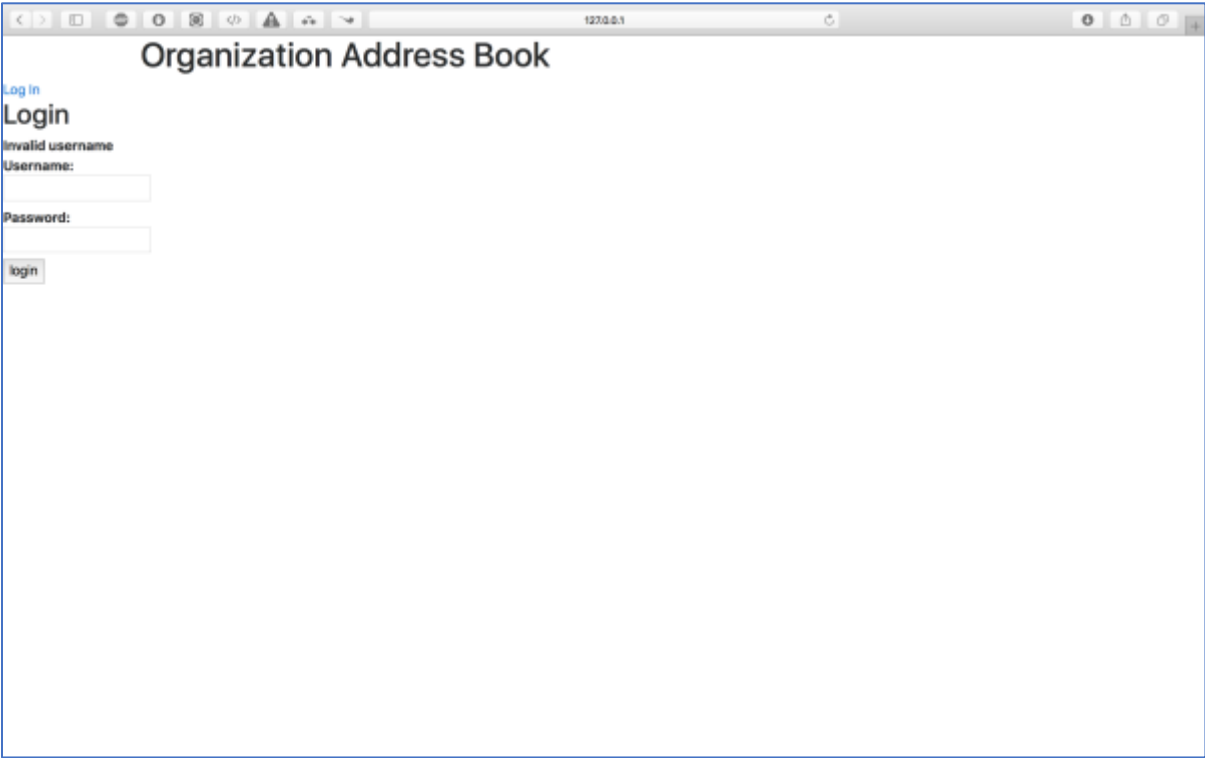 127.0.0.1
Organization Address Book
Log In
Login
Invalid username
Username:
Password:
login